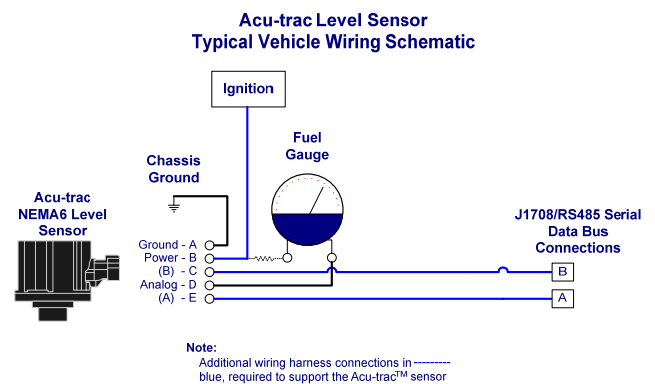 Acu-trac Level Sensor
Typical Vehicle Wiring Schematic
Ignition
Fuel
Gauge
Chassis
Ground
Acu-trac
NEMA6 Level
Sensor
J1708/RS485 Serial
Data Bus
Connections
Ground - A
Power - B
(B) - C
Analog - D
(A) - E
B
A
Note:
Additional wiring harness connections in ---------
blue, required to support the Acu-trac™ sensor